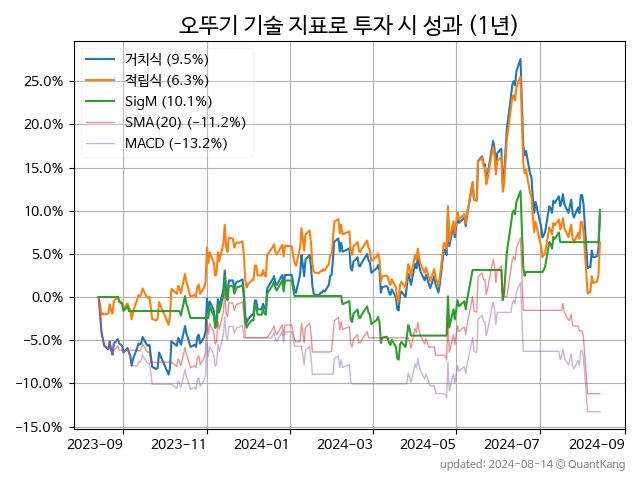 오뚜기 기술 지표로 투자 시 성과 (1년)
거치식 (9.5%)
적립식 (6.3%)
SigM (10.1%)
SMA(20) (−11.2%)
MACD (−13.2%)
25.0%
20.0%
15.0%
10.0%
5.0%
0.0%
−5.0%
−10.0%
−15.0%
2023-09 2023-11 2024-01 2024-03 2024-05 2024-07 2024-09
updated: 2024-08-14 © QuantKang